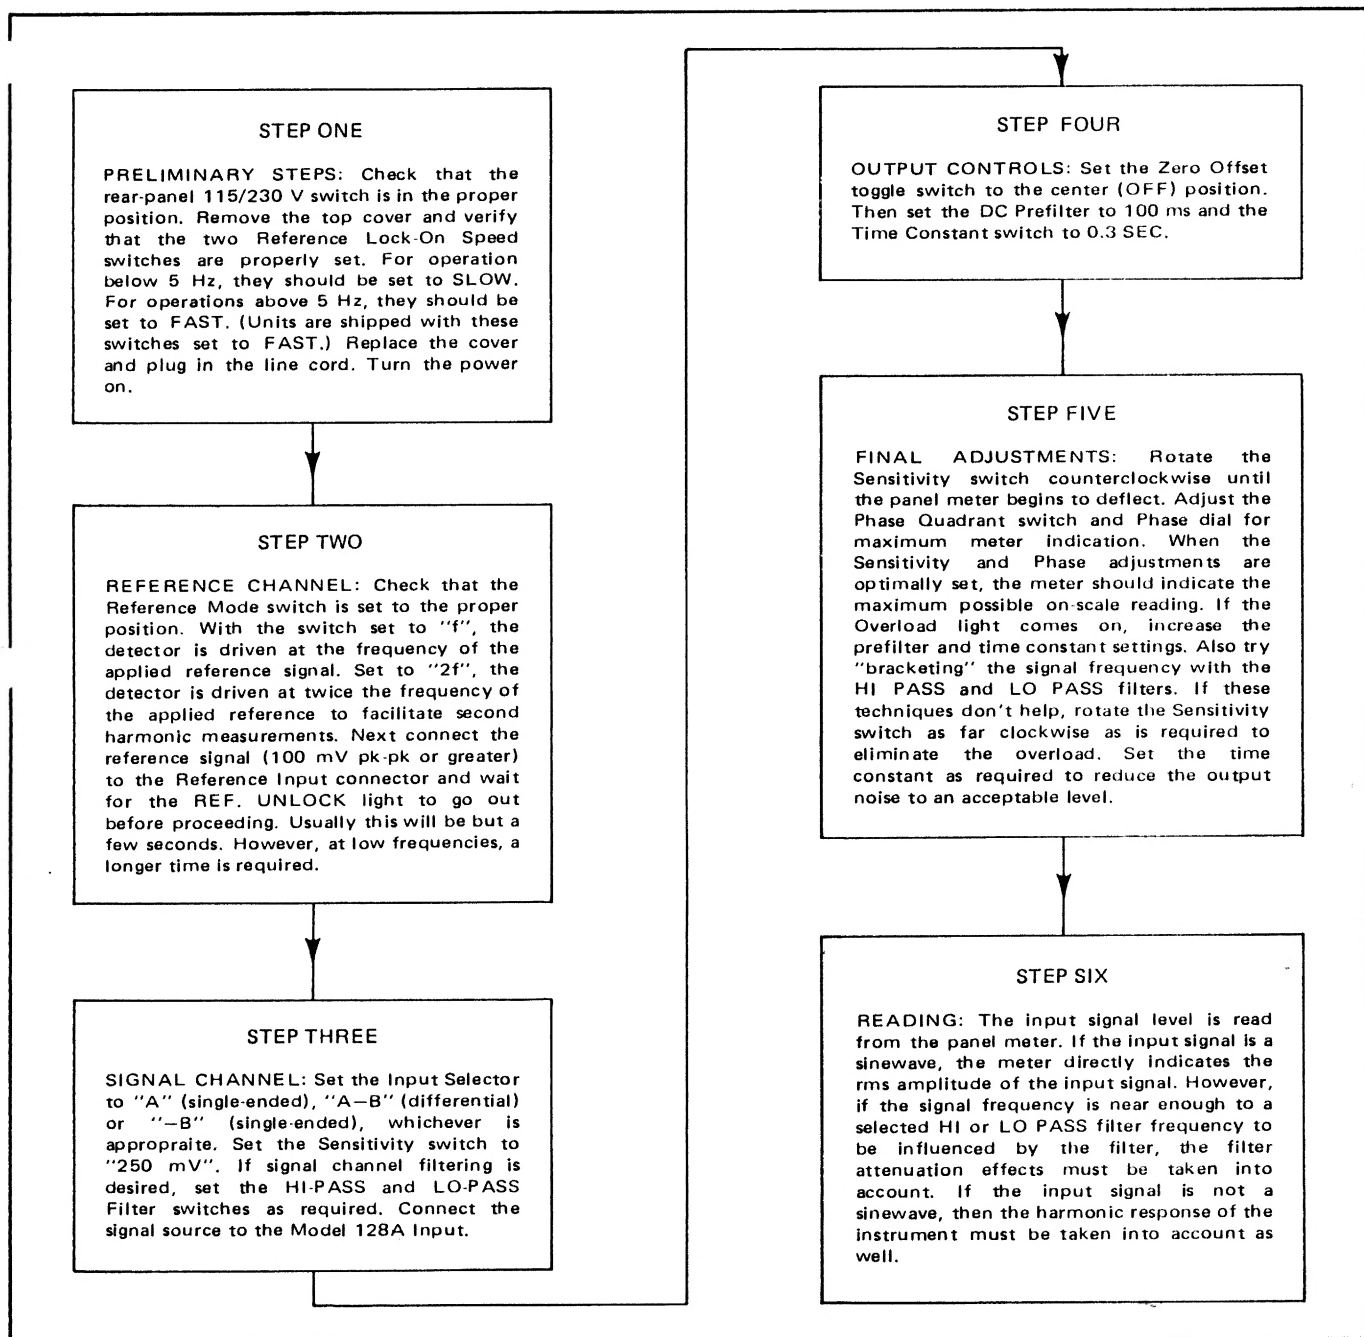 STEP ONE
PRELIMINARY STEPS: Check that the
rear-panel 115/230 V switch is in the proper
position. Remove the top cover and verify
that the two Reference Lock-On Speed
switches are properly set. For operation
below 5 Hz, they should be set to SLOW.
For operations above 5 Hz, they should be
set to FAST. (Units are shipped with these
switches set to FAST.) Replace the cover
and plug in the line cord. Turn the power
on.
STEP TWO
REFERENCE CHANNEL: Check that the
Reference Mode switch is set to the proper
position. With the switch set to "f", the
detector is driven at the frequency of the
applied reference signal. Set to "2f", the
detector is driven at twice the frequency of
the applied reference to facilitate second
harmonic measurements. Next connect the
reference signal (100 mV pk-pk or greater)
to the Reference Input connector and wait
for the REF. UNLOCK light to go out
before proceeding. Usually this will be but a
few seconds. However, at low frequencies, a
longer time is required.
STEP THREE
SIGNAL CHANNEL: Set the Input Selector
to "A" (single-ended), "A−B" (differential)
or "−B" (single-ended), whichever is
appropraite. Set the Sensitivity switch to
"250 mV". If signal channel filtering is
desired, set the HI-PASS and LO-PASS
Filter switches as required. Connect the
signal source to the Model 128A Input.
STEP FOUR
OUTPUT CONTROLS: Set the Zero Offset
toggle switch to the center (OFF) position.
Then set the DC Prefilter to 100 ms and the
Time Constant switch to 0.3 SEC.
STEP FIVE
FINAL ADJUSTMENTS: Rotate the
Sensitivity switch counterclockwise until
the panel meter begins to deflect. Adjust the
Phase Quadrant switch and Phase dial for
maximum meter indication. When the
Sensitivity and Phase adjustments are
optimally set, the meter should indicate the
maximum possible on-scale reading. If the
Overload light comes on, increase the
prefilter and time constant settings. Also try
"bracketing" the signal frequency with the
HI PASS and LO PASS filters. If these
techniques don't help, rotate the Sensitivity
switch as far clockwise as is required to
eliminate the overload. Set the time
constant as required to reduce the output
noise to an acceptable level.
STEP SIX
READING: The input signal level is read
from the panel meter. If the input signal is a
sinewave, the meter directly indicates the
rms amplitude of the input signal. However,
if the signal frequency is near enough to a
selected HI or LO PASS filter frequency to
be influenced by the filter, the filter
attenuation effects must be taken into
account. If the input signal is not a
sinewave, then the harmonic response of the
instrument must be taken into account as
well.